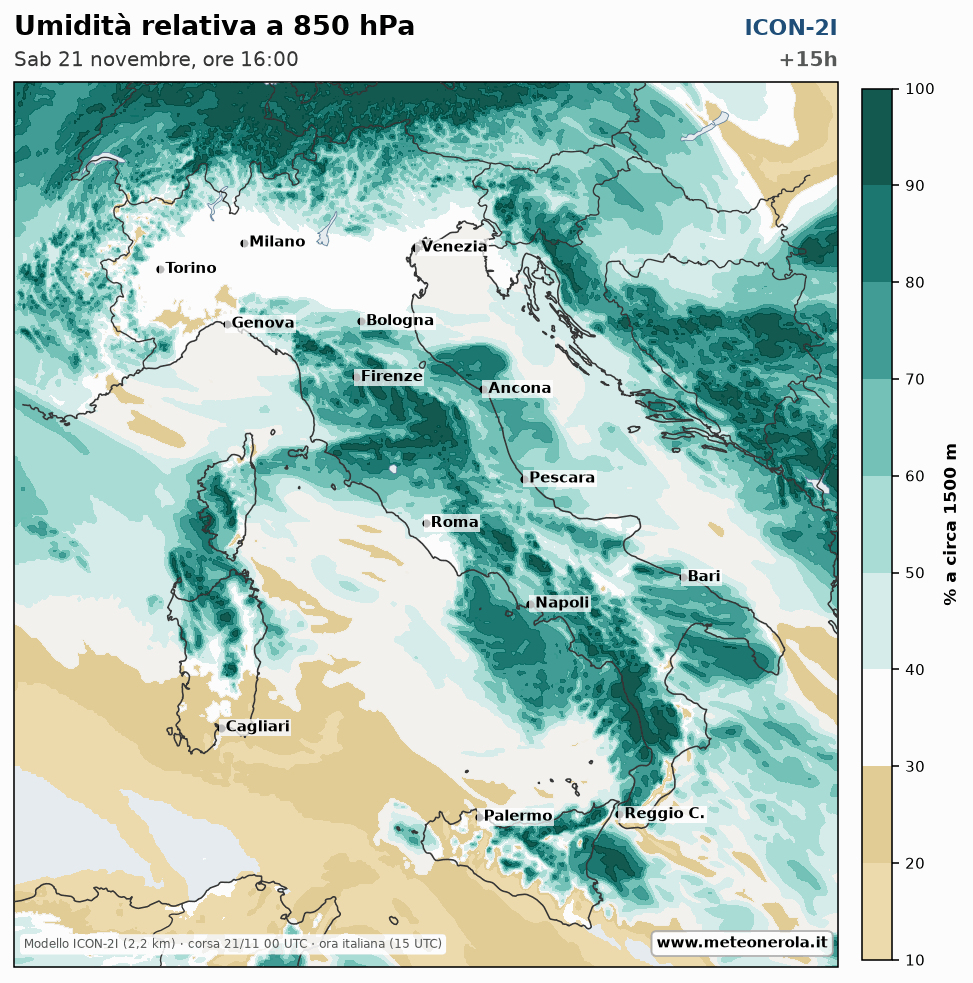 Umidità relativa a 850 hPa
ICON-2I
Sab 21 novembre, ore 16:00
+15h
100
90
80
70
60
50
40
30
20
10
% a circa 1500 m
Milano
Venezia
Torino
Genova
Bologna
Firenze
Ancona
Pescara
Roma
Bari
Napoli
Cagliari
Palermo
Reggio C.
Modello ICON-2I (2,2 km) · corsa 21/11 00 UTC · ora italiana (15 UTC)
www.meteonerola.it